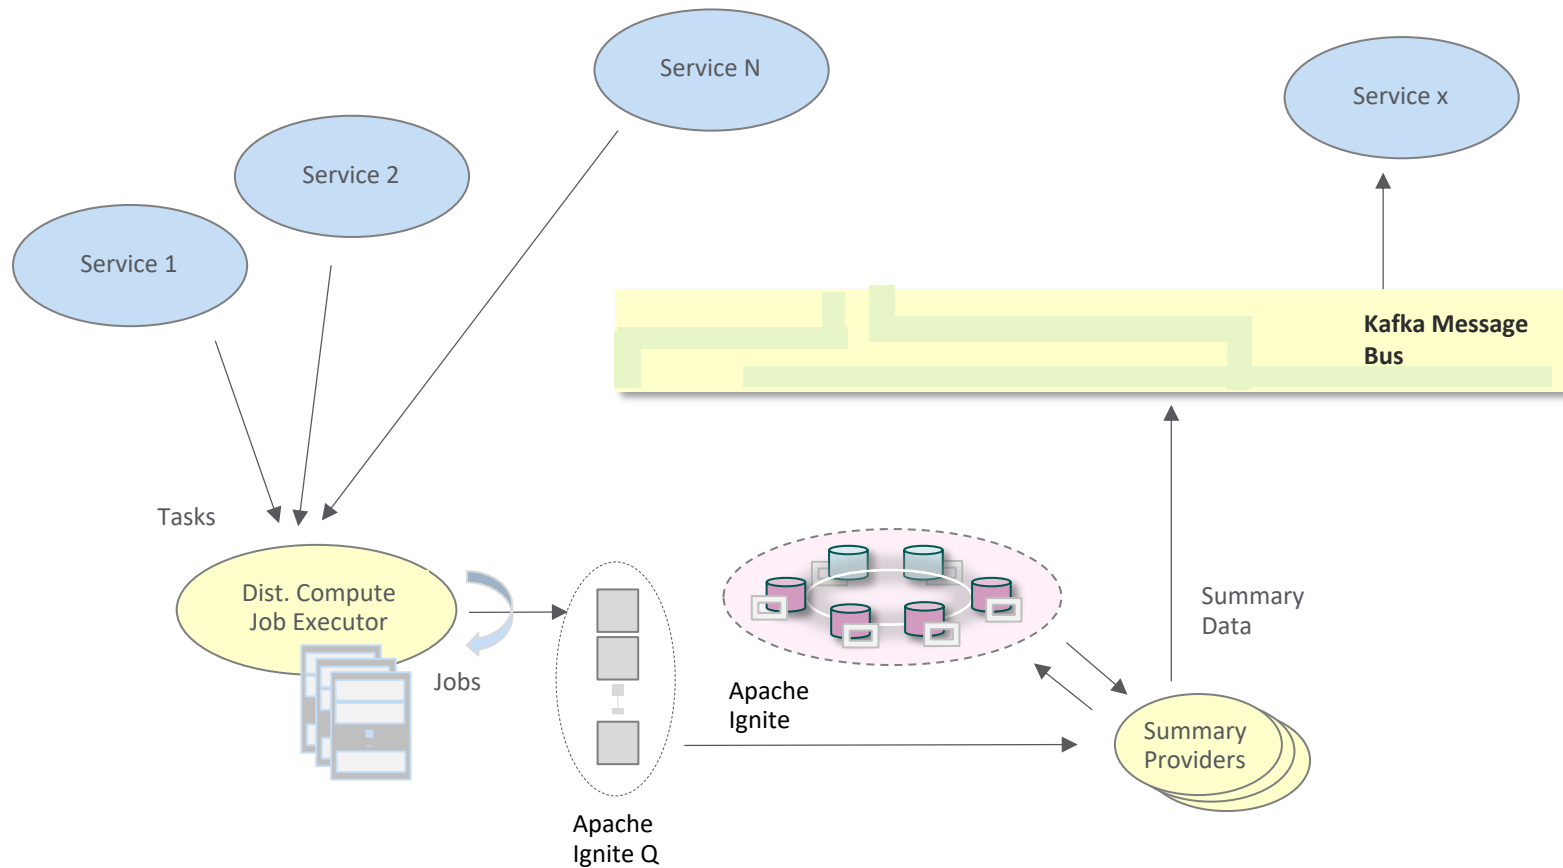 Service N
Service x
Service 2
Service 1
Kafka Message
Bus
Tasks
Dist. Compute
Job Executor
Jobs
Summary
Data
Apache
Ignite
Summary
Providers
Apache
Ignite Q